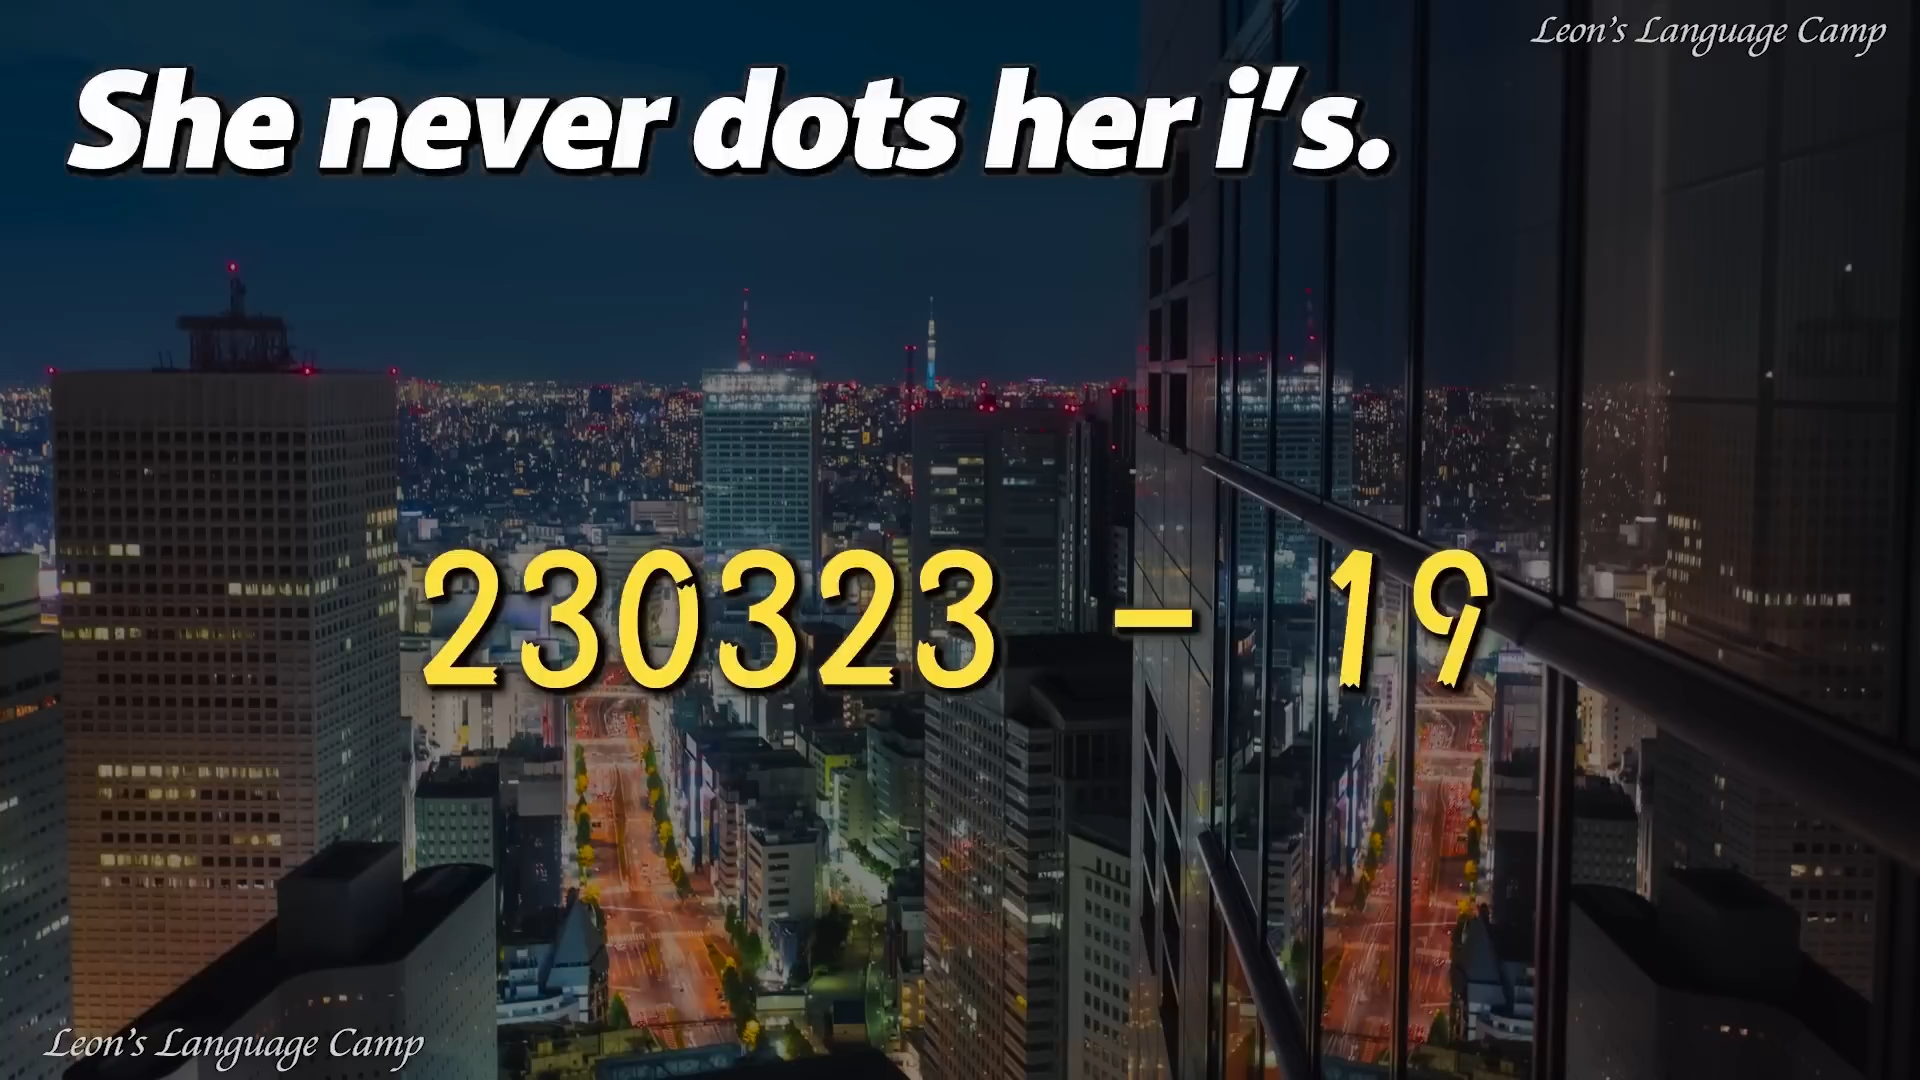 Leon's Language Camp
She never dots her i's.
230323 - 19
Leon's Language Camp